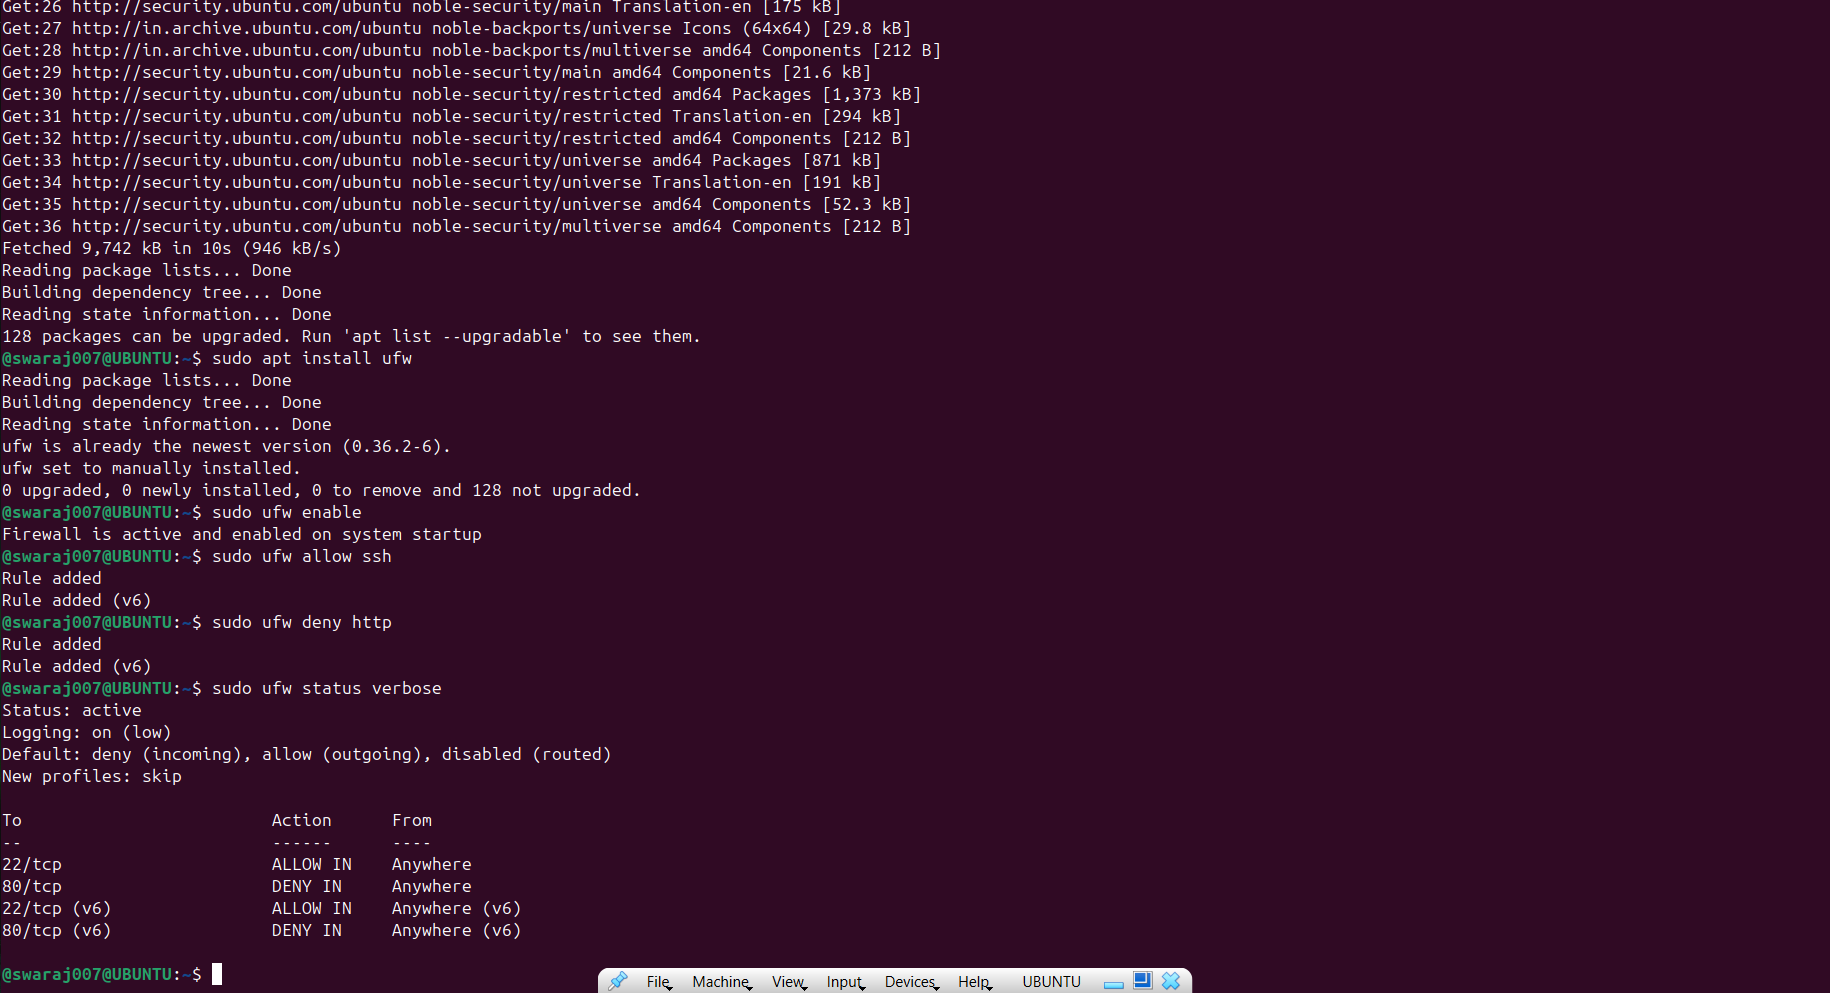 Get:26 http://security.ubuntu.com/ubuntu noble-security/main Translation-en [175 kB]
Get:27 http://in.archive.ubuntu.com/ubuntu noble-backports/universe Icons (64x64) [29.8 kB]
Get:28 http://in.archive.ubuntu.com/ubuntu noble-backports/multiverse amd64 Components [212 B]
Get:29 http://security.ubuntu.com/ubuntu noble-security/main amd64 Components [21.6 kB]
Get:30 http://security.ubuntu.com/ubuntu noble-security/restricted amd64 Packages [1,373 kB]
Get:31 http://security.ubuntu.com/ubuntu noble-security/restricted Translation-en [294 kB]
Get:32 http://security.ubuntu.com/ubuntu noble-security/restricted amd64 Components [212 B]
Get:33 http://security.ubuntu.com/ubuntu noble-security/universe amd64 Packages [871 kB]
Get:34 http://security.ubuntu.com/ubuntu noble-security/universe Translation-en [191 kB]
Get:35 http://security.ubuntu.com/ubuntu noble-security/universe amd64 Components [52.3 kB]
Get:36 http://security.ubuntu.com/ubuntu noble-security/multiverse amd64 Components [212 B]
Fetched 9,742 kB in 10s (946 kB/s)
Reading package lists... Done
Building dependency tree... Done
Reading state information... Done
128 packages can be upgraded. Run 'apt list --upgradable' to see them.
@swaraj007@UBUNTU:~$ sudo apt install ufw
Reading package lists... Done
Building dependency tree... Done
Reading state information... Done
ufw is already the newest version (0.36.2-6).
ufw set to manually installed.
0 upgraded, 0 newly installed, 0 to remove and 128 not upgraded.
@swaraj007@UBUNTU:~$ sudo ufw enable
Firewall is active and enabled on system startup
@swaraj007@UBUNTU:~$ sudo ufw allow ssh
Rule added
Rule added (v6)
@swaraj007@UBUNTU:~$ sudo ufw deny http
Rule added
Rule added (v6)
@swaraj007@UBUNTU:~$ sudo ufw status verbose
Status: active
Logging: on (low)
Default: deny (incoming), allow (outgoing), disabled (routed)
New profiles: skip
To                         Action      From
--                         ------      ----
22/tcp                     ALLOW IN    Anywhere
80/tcp                     DENY IN     Anywhere
22/tcp (v6)                ALLOW IN    Anywhere (v6)
80/tcp (v6)                DENY IN     Anywhere (v6)
@swaraj007@UBUNTU:~$
File Machine View Input Devices Help UBUNTU